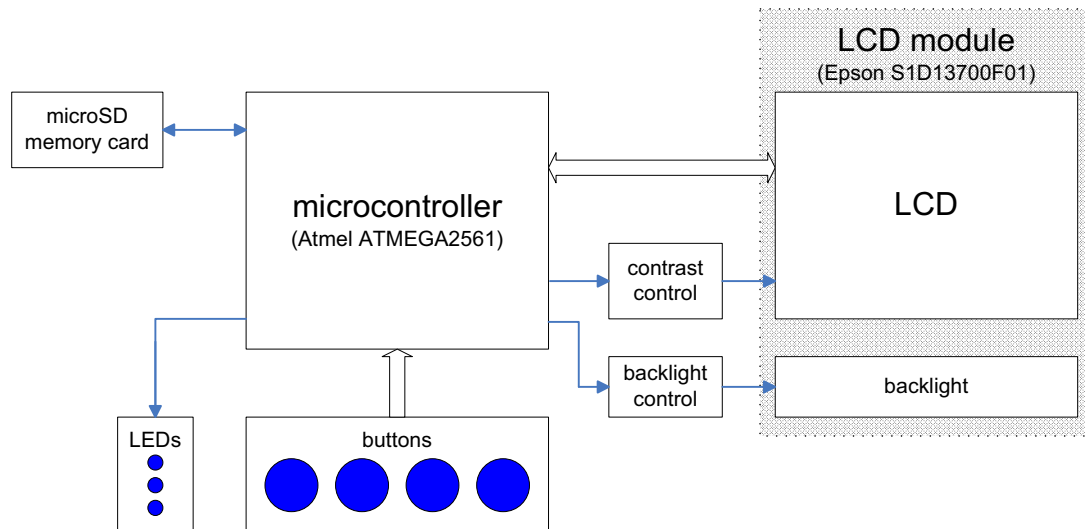 LCD module
(Epson S1D13700F01)
microSD
memory card
microcontroller
(Atmel ATMEGA2561)
LCD
contrast
control
backlight
control
backlight
LEDs
buttons